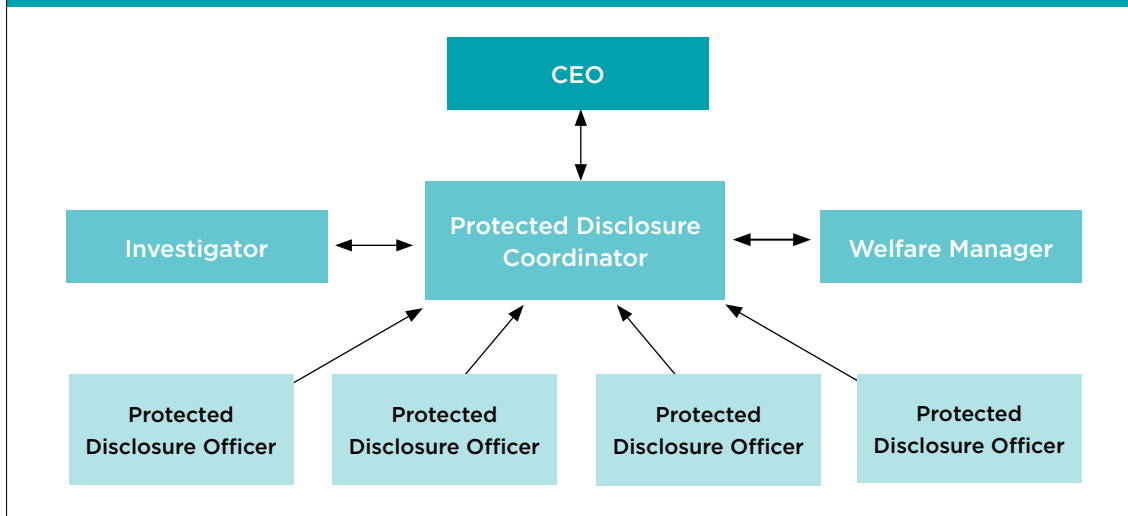 CEO
Protected Disclosure
Coordinator
Investigator
Welfare Manager
Protected
Disclosure Officer
Protected
Disclosure Officer
Protected
Disclosure Officer
Protected
Disclosure Officer